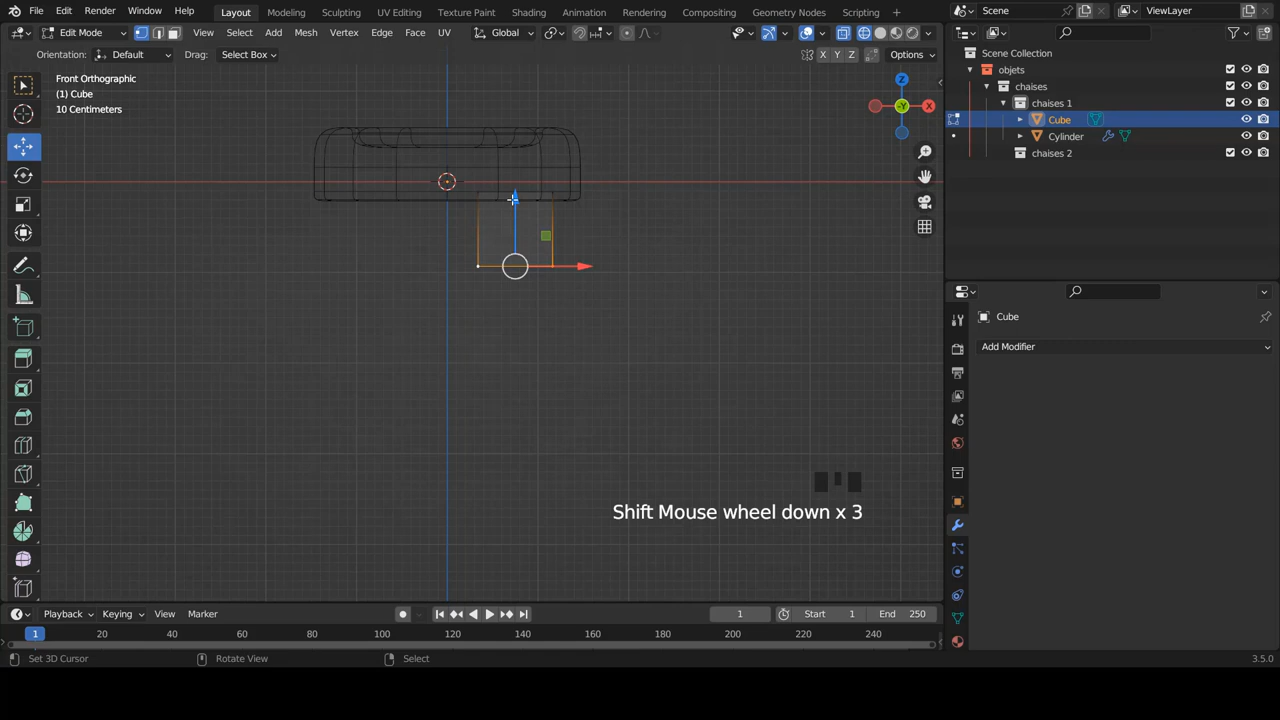 File Edit Render Window Help Layout Modeling Sculpting UV Editing Texture Paint Shading Animation Rendering Compositing Geometry Nodes Scripting + Scene ViewLayer
Edit Mode View Select Add Mesh Vertex Edge Face UV Global
Orientation: Default Drag: Select Box X Y Z Options
Front Orthographic
(1) Cube
10 Centimeters
Z
X
-Y
Shift Mouse wheel down x 3
Scene Collection
objets
chaises
chaises 1
Cube
Cylinder
chaises 2
Cube
Add Modifier
Playback Keying View Marker 1 Start 1 End 250
1 20 40 60 80 100 120 140 160 180 200 220 240
Set 3D Cursor Rotate View Select 3.5.0